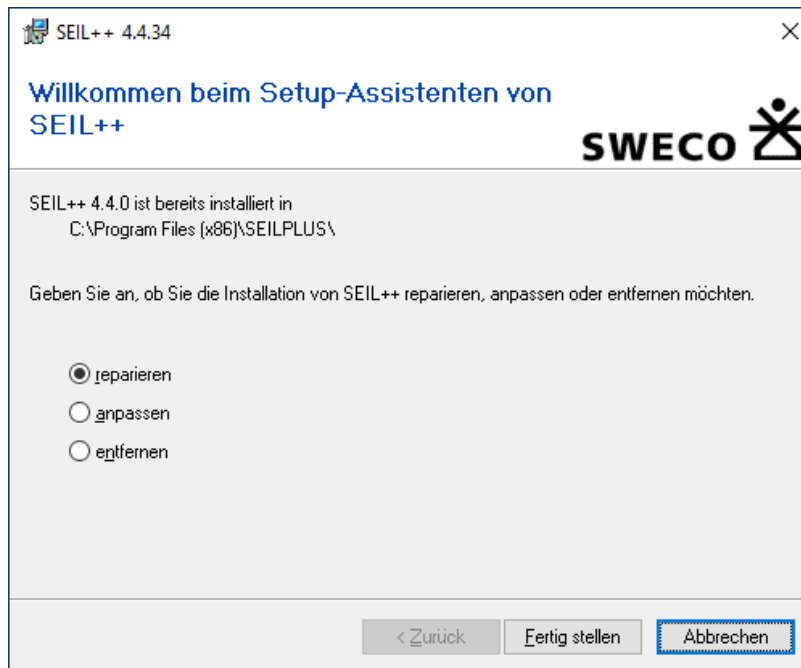 SEIL++ 4.4.34
Willkommen beim Setup-Assistenten von
SEIL++
SWECO
SEIL++ 4.4.0 ist bereits installiert in
C:\Program Files (x86)\SEILPLUS\
Geben Sie an, ob Sie die Installation von SEIL++ reparieren, anpassen oder entfernen möchten.
reparieren
anpassen
entfernen
< Zurück
Fertig stellen
Abbrechen